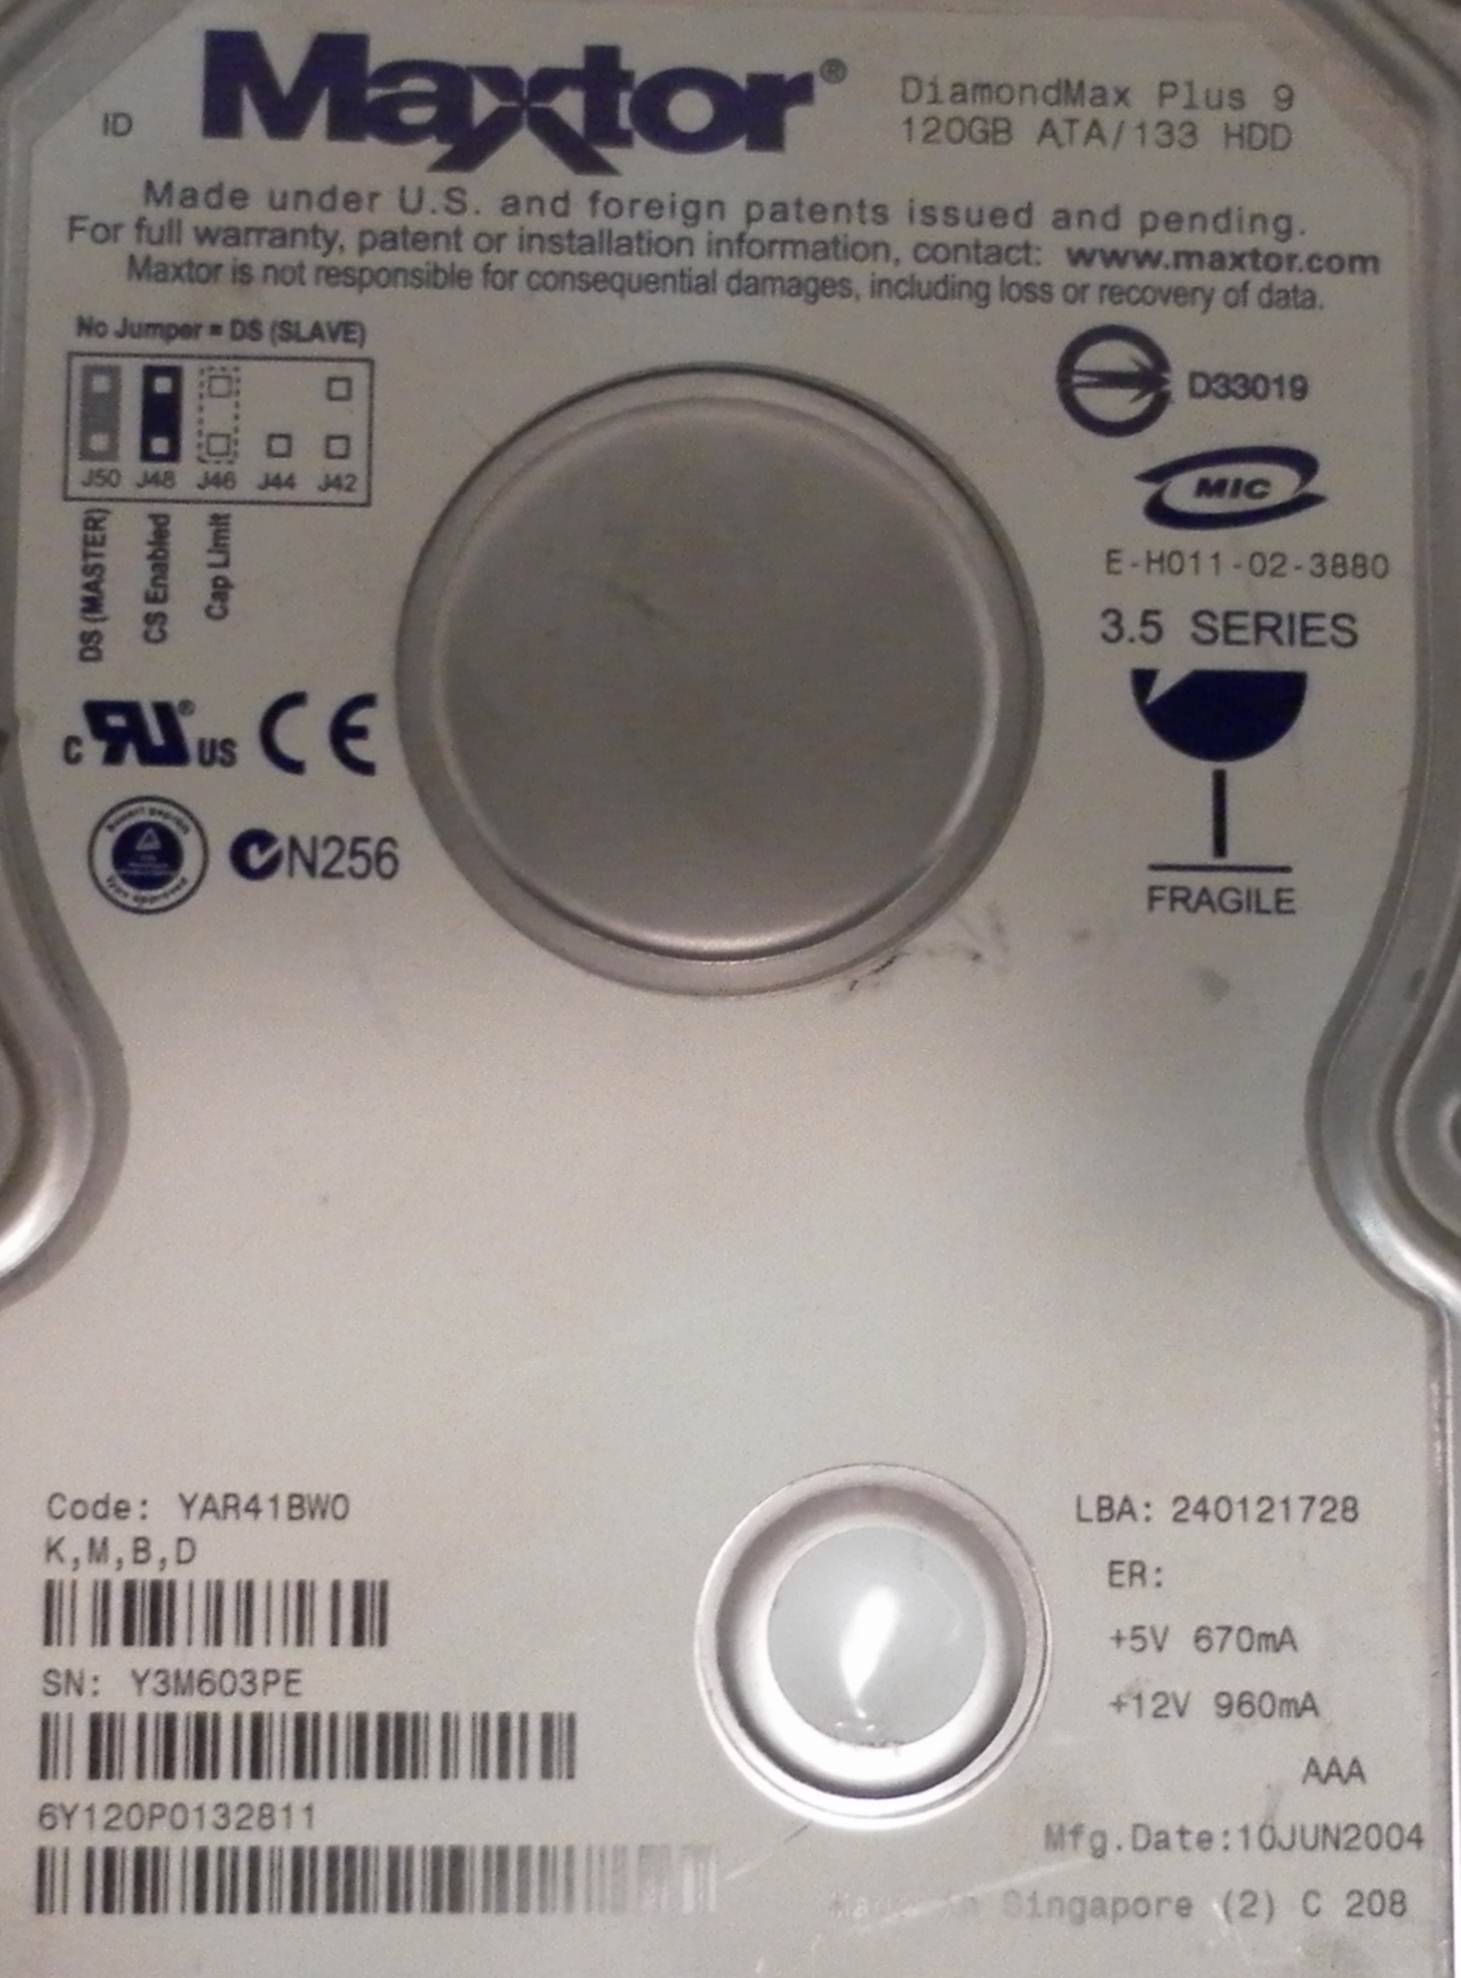 ID
Maxtor®
DiamondMax Plus 9
120GB ATA/133 HDD
Made under U.S. and foreign patents issued and pending.
For full warranty, patent or installation information, contact: www.maxtor.com
Maxtor is not responsible for consequential damages, including loss or recovery of data.
No Jumper = DS (SLAVE)
J50 J48 J46 J44 J42
DS (MASTER)
CS Enabled
Cap Limit
D33019
MIC
E-H011-02-3880
3.5 SERIES
C RU® US CE
N256
FRAGILE
Code: YAR41BW0
K,M,B,D
SN: Y3M603PE
6Y120P0132811
LBA: 240121728
ER:
+5V 670mA
+12V 960mA
AAA
Mfg.Date:10JUN2004
Made in Singapore (2) C 208